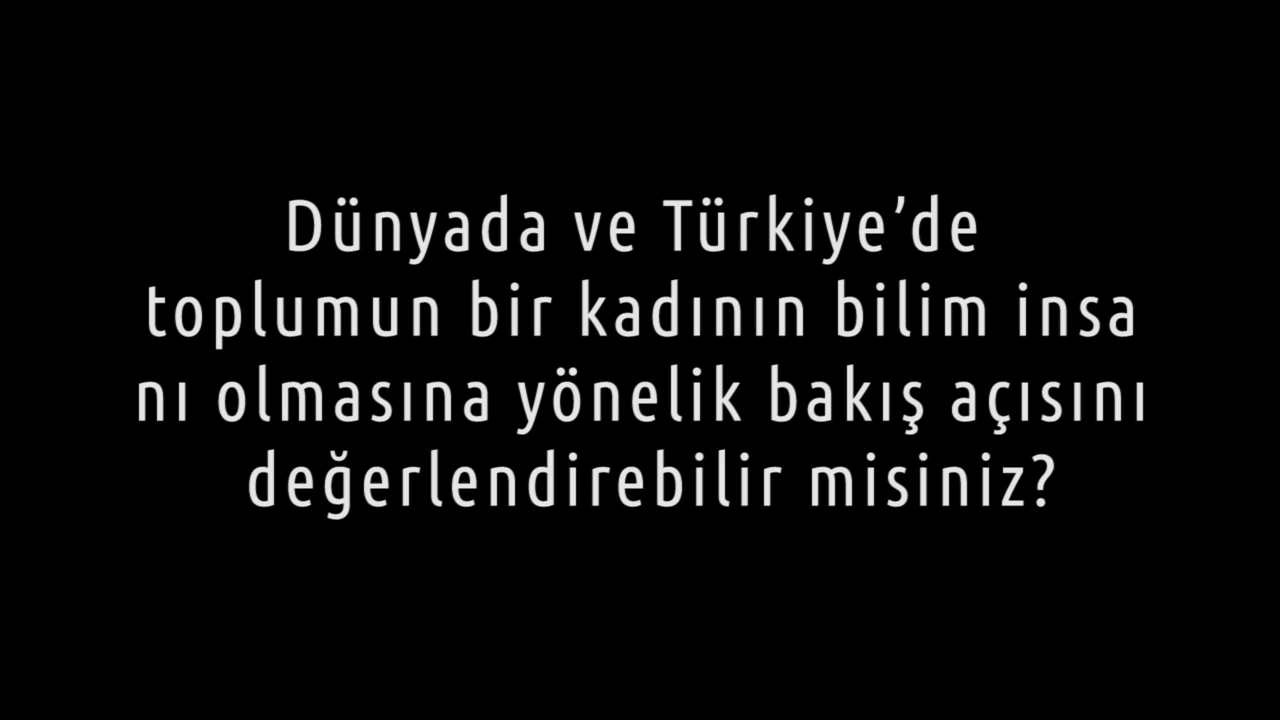 Dünyada ve Türkiye’de
toplumun bir kadının bilim insa
nı olmasına yönelik bakış açısını
değerlendirebilir misiniz?